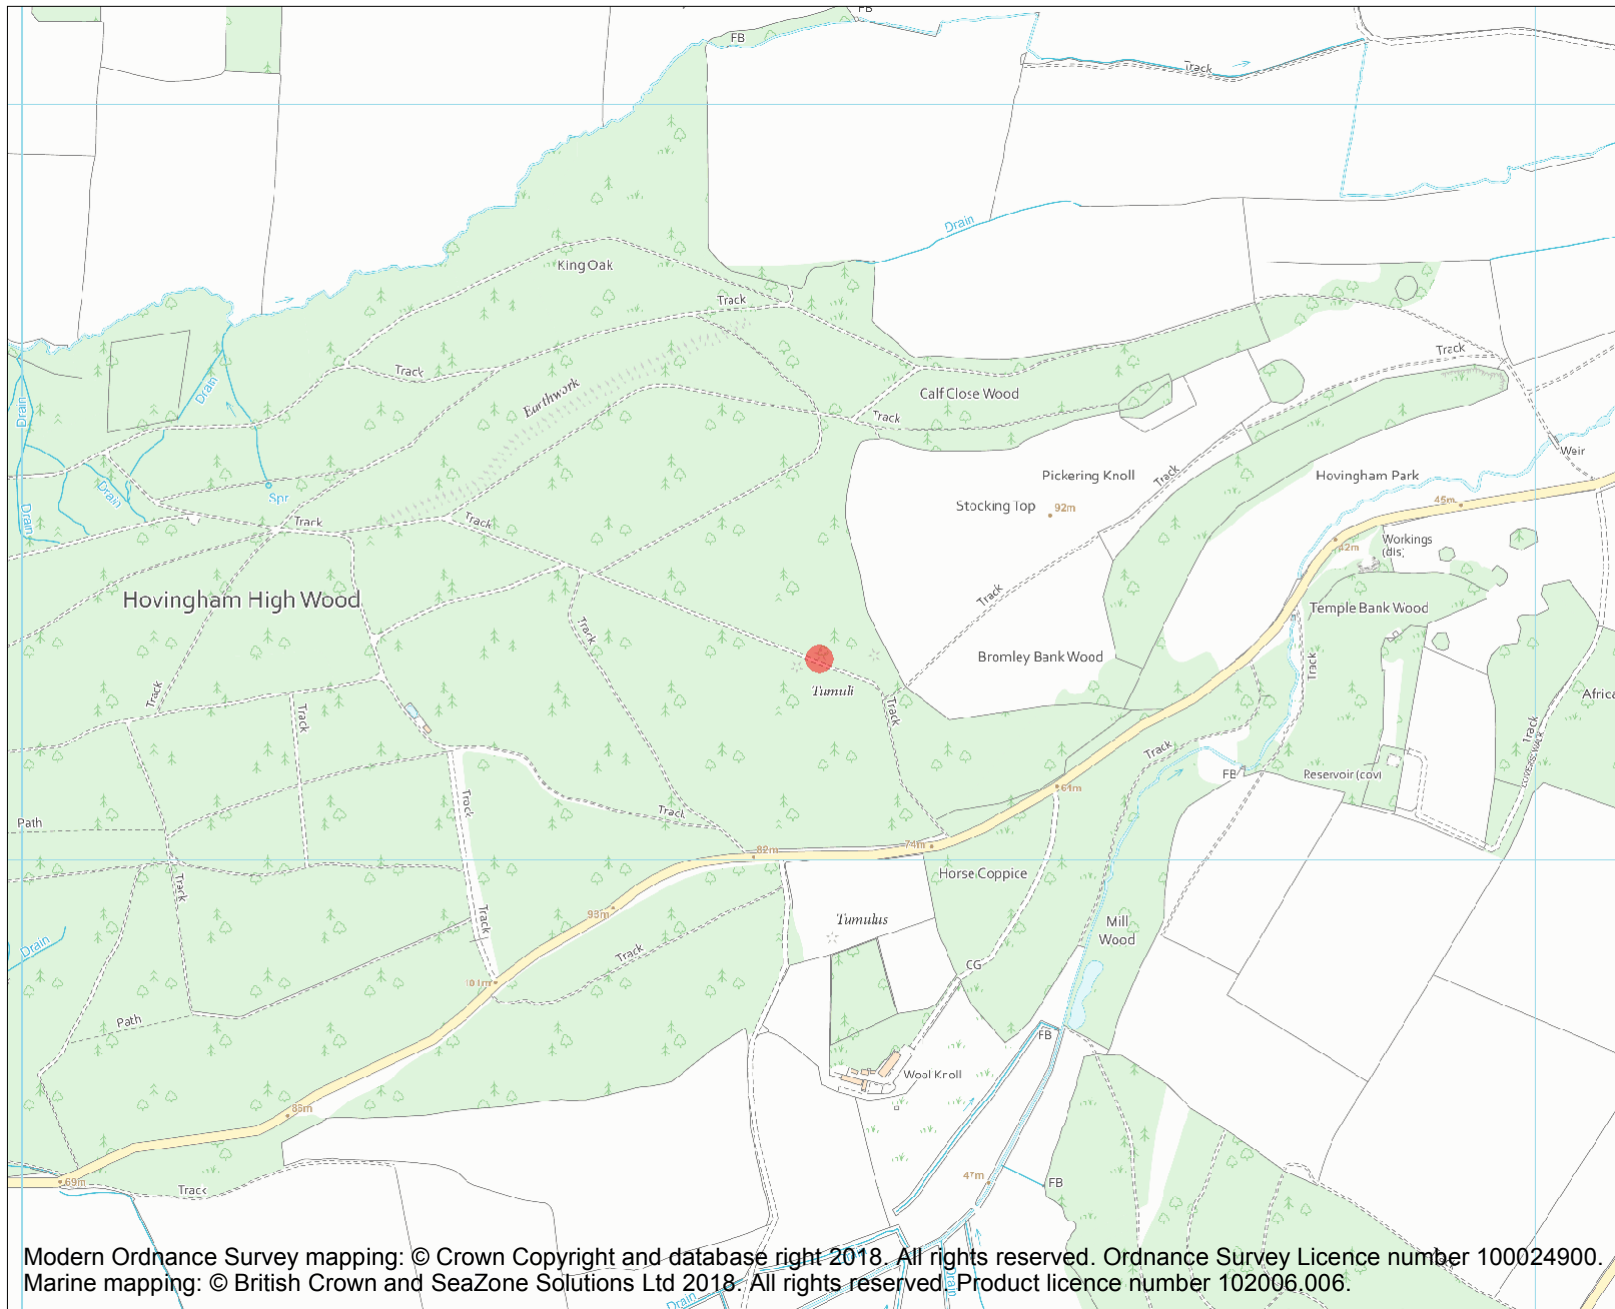 FB
FB
Track
Drain
King Oak
Track
Track
Track
Drain
Earthwork
Calf Close Wood
Track
Drain
Weir
Pickering Knoll
Track
Hovingham Park
Drain
Spr
Stocking Top
92m
45m
Drain
Track
Track
42m
Workings
(dis)
Hovingham High Wood
Track
Temple Bank Wood
Track
Bromley Bank Wood
Track
Tumuli
Track
Track
Track
Track
Track
FB
Reservoir (cov)
61m
Track
Track
Path
82m
74m
Horse Coppice
Track
93m
Tumulus
Track
Mill
Wood
Track
Drain
CG
101m
Path
FB
Wool Knoll
88m
47m
69m
Track
FB
Modern Ordnance Survey mapping: © Crown Copyright and database right 2018. All rights reserved. Ordnance Survey Licence number 100024900.
Marine mapping: © British Crown and SeaZone Solutions Ltd 2018. All rights reserved. Product licence number 102006.006.
Drain
Drain